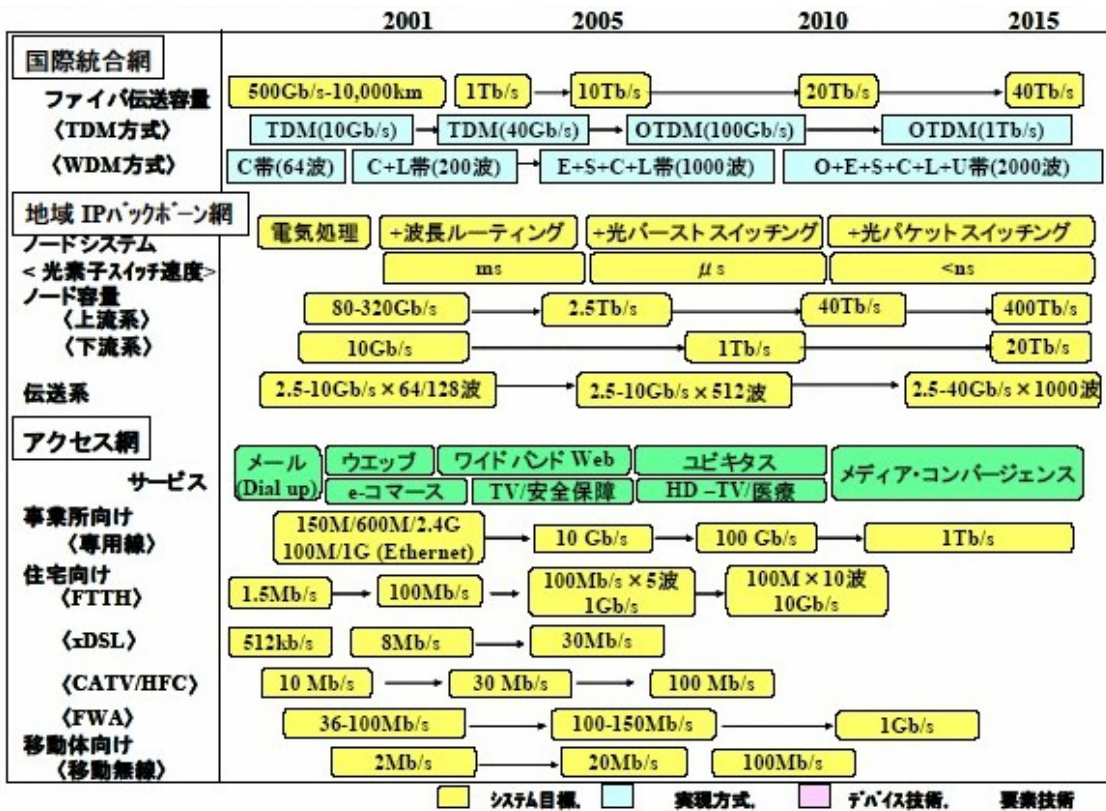 2001 2005 2010 2015
国際統合網
ファイバ伝送容量 500Gb/s-10,000km 1Tb/s 10Tb/s 20Tb/s 40Tb/s
〈TDM方式〉 TDM(10Gb/s) TDM(40Gb/s) OTDM(100Gb/s) OTDM(1Tb/s)
〈WDM方式〉 C帯(64波) C+L帯(200波) E+S+C+L帯(1000波) O+E+S+C+L+U帯(2000波)
地域 IPバックボーン網
ノードシステム 電気処理 +波長ルーティング +光バーストスイッチング +光パケットスイッチング
<光素子スイッチ速度> ms μs <ns
ノード容量
〈上流系〉 80-320Gb/s 2.5Tb/s 40Tb/s 400Tb/s
〈下流系〉 10Gb/s 1Tb/s 20Tb/s
伝送系 2.5-10Gb/s×64/128波 2.5-10Gb/s×512波 2.5-40Gb/s×1000波
アクセス網
サービス
メール ウエッブ ワイドバンド Web ユビキタス メディア・コンバージェンス
(Dial up) e-コマース TV/安全保障 HD-TV/医療
事業所向け 150M/600M/2.4G
〈専用線〉 100M/1G (Ethernet) 10 Gb/s 100 Gb/s 1Tb/s
住宅向け 100Mb/s×5波 100M×10波
〈FTTH〉 1.5Mb/s 100Mb/s 1Gb/s 10Gb/s
〈xDSL〉 512kb/s 8Mb/s 30Mb/s
〈CATV/HFC〉 10 Mb/s 30 Mb/s 100 Mb/s
〈FWA〉 36-100Mb/s 100-150Mb/s 1Gb/s
移動体向け
〈移動無線〉 2Mb/s 20Mb/s 100Mb/s
システム目標. 実現方式. デバイス技術. 要素技術